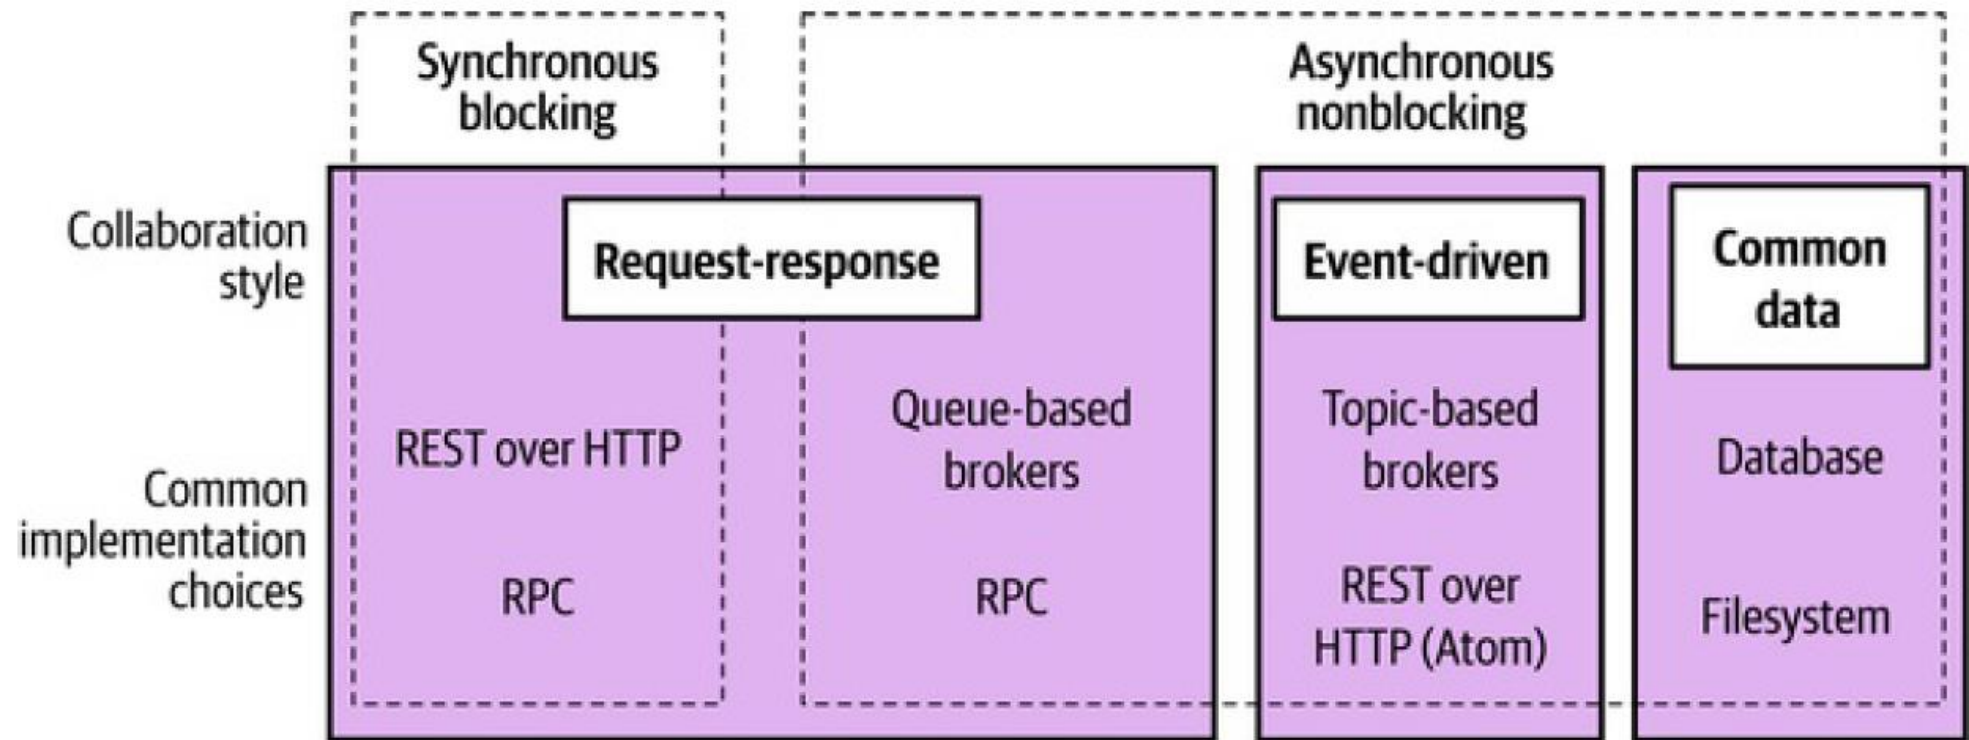 Synchronous
blocking
Asynchronous
nonblocking
Collaboration
style
Request-response
Event-driven
Common
data
Common
implementation
choices
REST over HTTP
RPC
Queue-based
brokers
RPC
Topic-based
brokers
REST over
HTTP (Atom)
Database
Filesystem